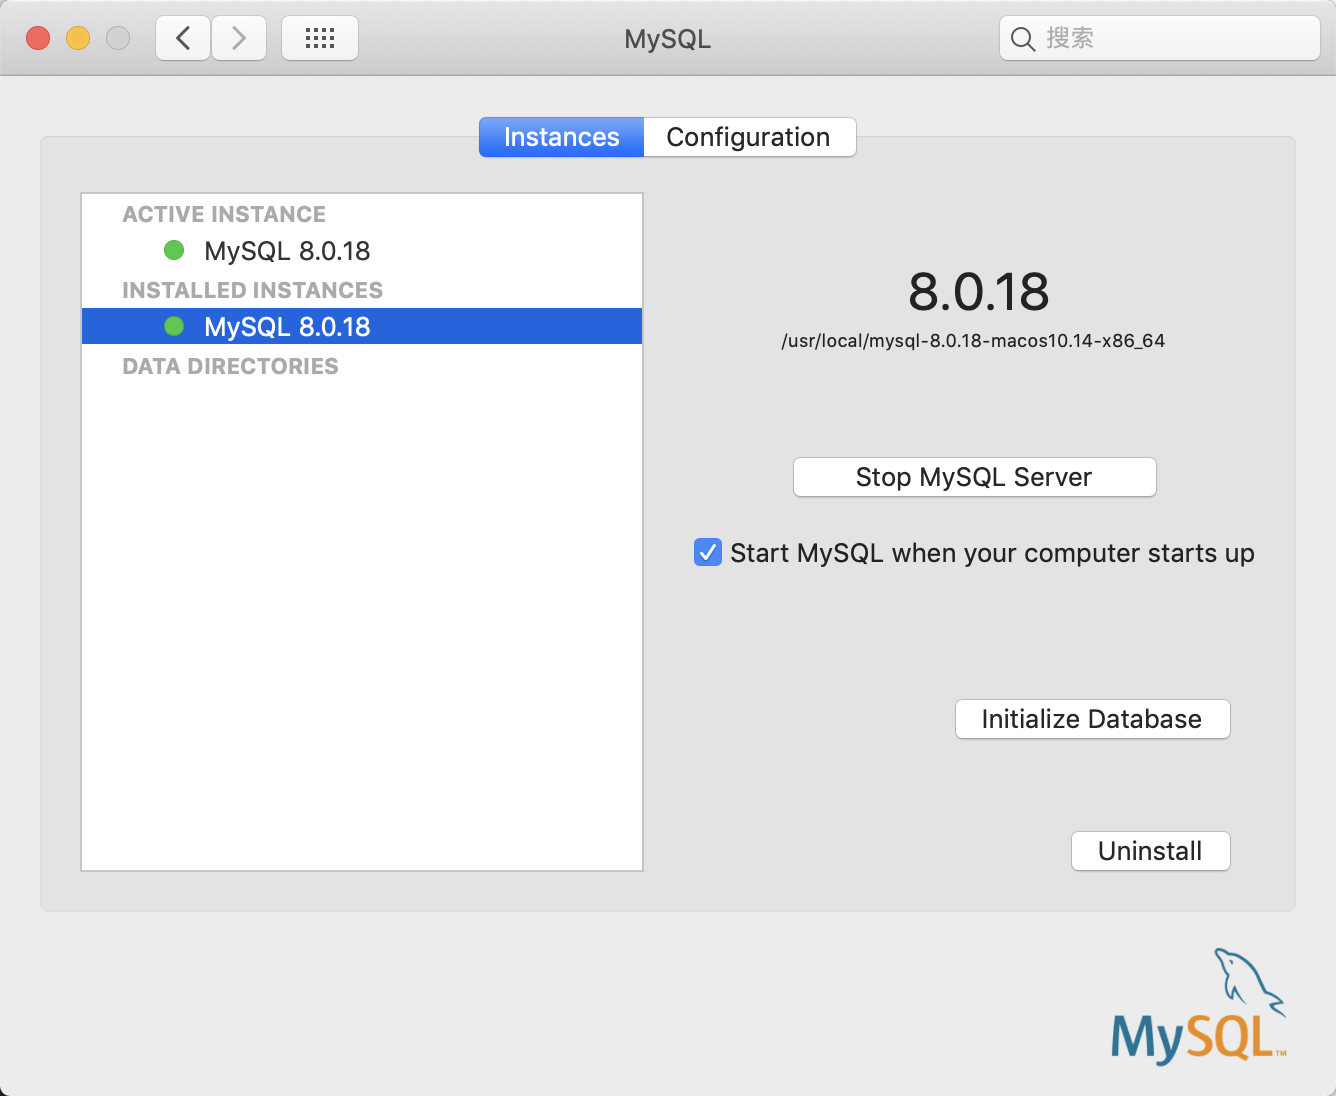 MySQL
搜索
Instances
Configuration
ACTIVE INSTANCE
MySQL 8.0.18
INSTALLED INSTANCES
MySQL 8.0.18
DATA DIRECTORIES
8.0.18
/usr/local/mysql-8.0.18-macos10.14-x86_64
Stop MySQL Server
Start MySQL when your computer starts up
Initialize Database
Uninstall
MySQL™